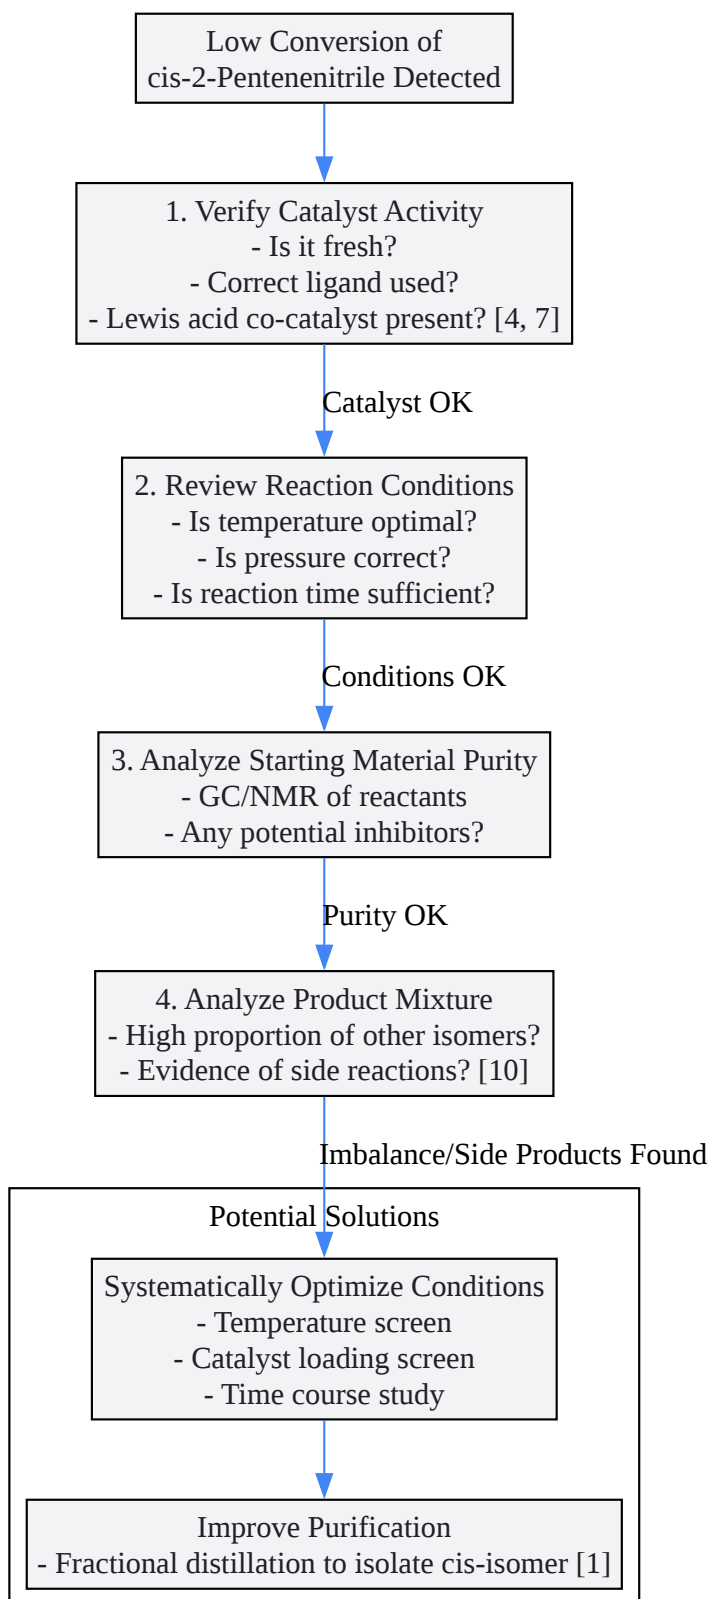 Low Conversion of
cis-2-Pentenenitrile Detected
1. Verify Catalyst Activity
- Is it fresh?
- Correct ligand used?
- Lewis acid co-catalyst present? [4, 7]
Catalyst OK
2. Review Reaction Conditions
- Is temperature optimal?
- Is pressure correct?
- Is reaction time sufficient?
Conditions OK
3. Analyze Starting Material Purity
- GC/NMR of reactants
- Any potential inhibitors?
Purity OK
4. Analyze Product Mixture
- High proportion of other isomers?
- Evidence of side reactions? [10]
Imbalance/Side Products Found
Potential Solutions
Systematically Optimize Conditions
- Temperature screen
- Catalyst loading screen
- Time course study
Improve Purification
- Fractional distillation to isolate cis-isomer [1]